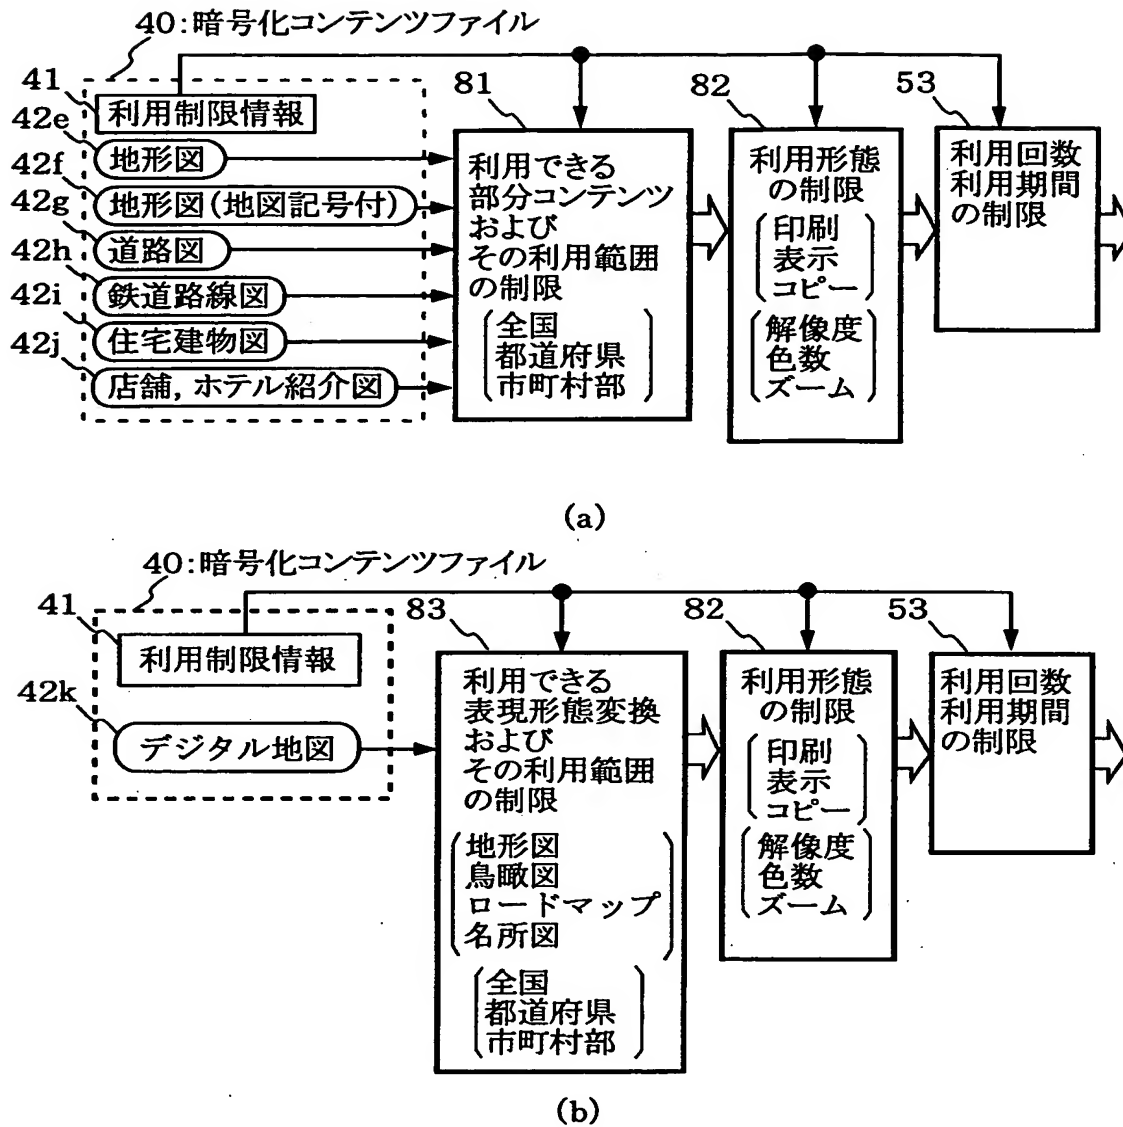 40:暗号化コンテンツファイル
41
利用制限情報
42e
地形図
42f
地形図(地図記号付)
42g
道路図
42h
鉄道路線図
42i
住宅建物図
42j
店舗,ホテル紹介図
81
利用できる
部分コンテンツ
および
その利用範囲
の制限
全国
都道府県
市町村部
82
利用形態
の制限
印刷
表示
コピー
解像度
色数
ズーム
53
利用回数
利用期間
の制限
(a)
40:暗号化コンテンツファイル
41
利用制限情報
42k
デジタル地図
83
利用できる
表現形態変換
および
その利用範囲
の制限
地形図
鳥瞰図
ロードマップ
名所図
全国
都道府県
市町村部
82
利用形態
の制限
印刷
表示
コピー
解像度
色数
ズーム
53
利用回数
利用期間
の制限
(b)